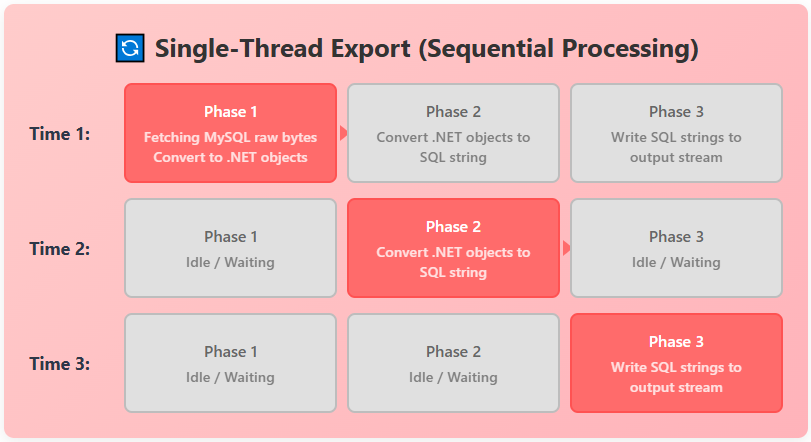 Single-Thread Export (Sequential Processing)
Time 1:
Phase 1
Fetching MySQL raw bytes
Convert to .NET objects
Phase 2
Convert .NET objects to
SQL string
Phase 3
Write SQL strings to
output stream
Time 2:
Phase 1
Idle / Waiting
Phase 2
Convert .NET objects to
SQL string
Phase 3
Idle / Waiting
Time 3:
Phase 1
Idle / Waiting
Phase 2
Idle / Waiting
Phase 3
Write SQL strings to
output stream